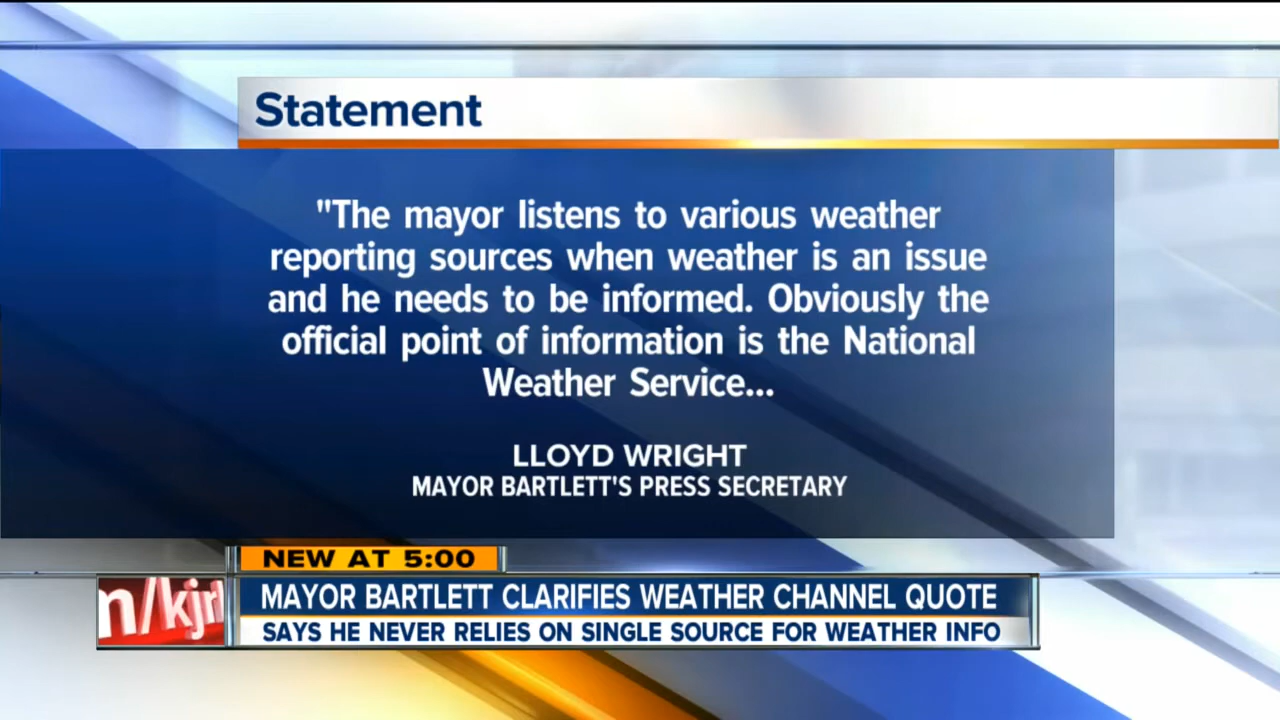 Statement
"The mayor listens to various weather
reporting sources when weather is an issue
and he needs to be informed. Obviously the
official point of information is the National
Weather Service...
LLOYD WRIGHT
MAYOR BARTLETT'S PRESS SECRETARY
NEW AT 5:00
n/kjrh
MAYOR BARTLETT CLARIFIES WEATHER CHANNEL QUOTE
SAYS HE NEVER RELIES ON SINGLE SOURCE FOR WEATHER INFO